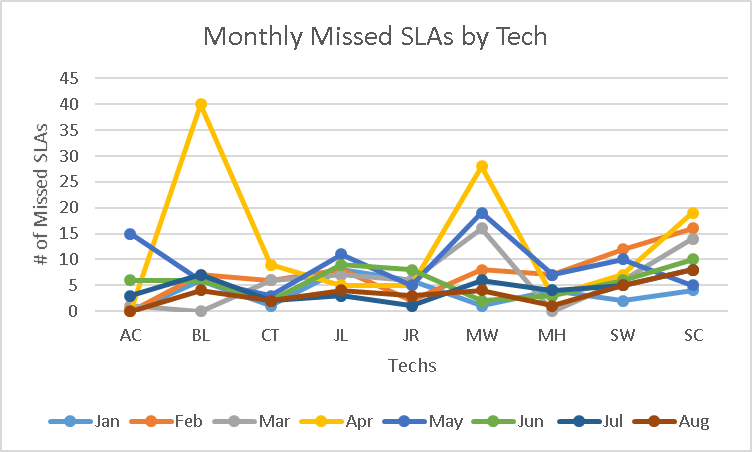 Monthly Missed SLAs by Tech
# of Missed SLAs
45
40
35
30
25
20
15
10
5
0
AC BL CT JL JR MW MH SW SC
Techs
Jan Feb Mar Apr May Jun Jul Aug